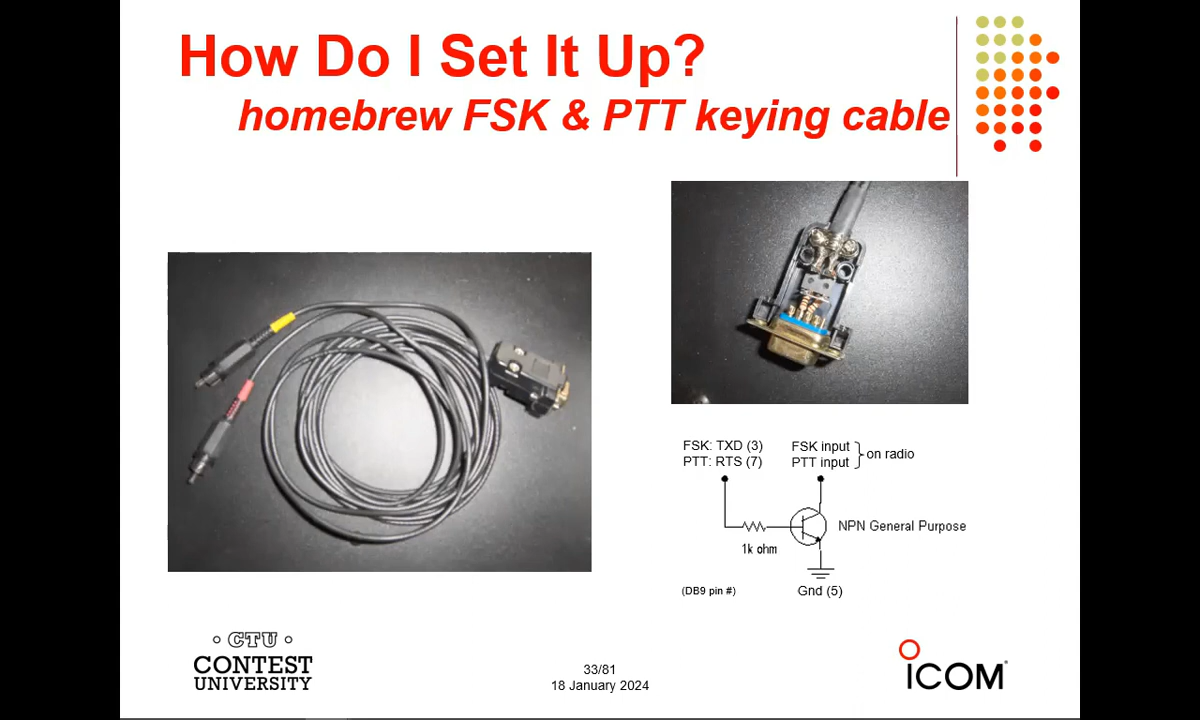 How Do I Set It Up?
homebrew FSK & PTT keying cable
FSK: TXD (3)
PTT: RTS (7)
FSK input
PTT input
on radio
NPN General Purpose
1k ohm
(DB9 pin #)
Gnd (5)
CTU
CONTEST
UNIVERSITY
33/81
18 January 2024
ICOM